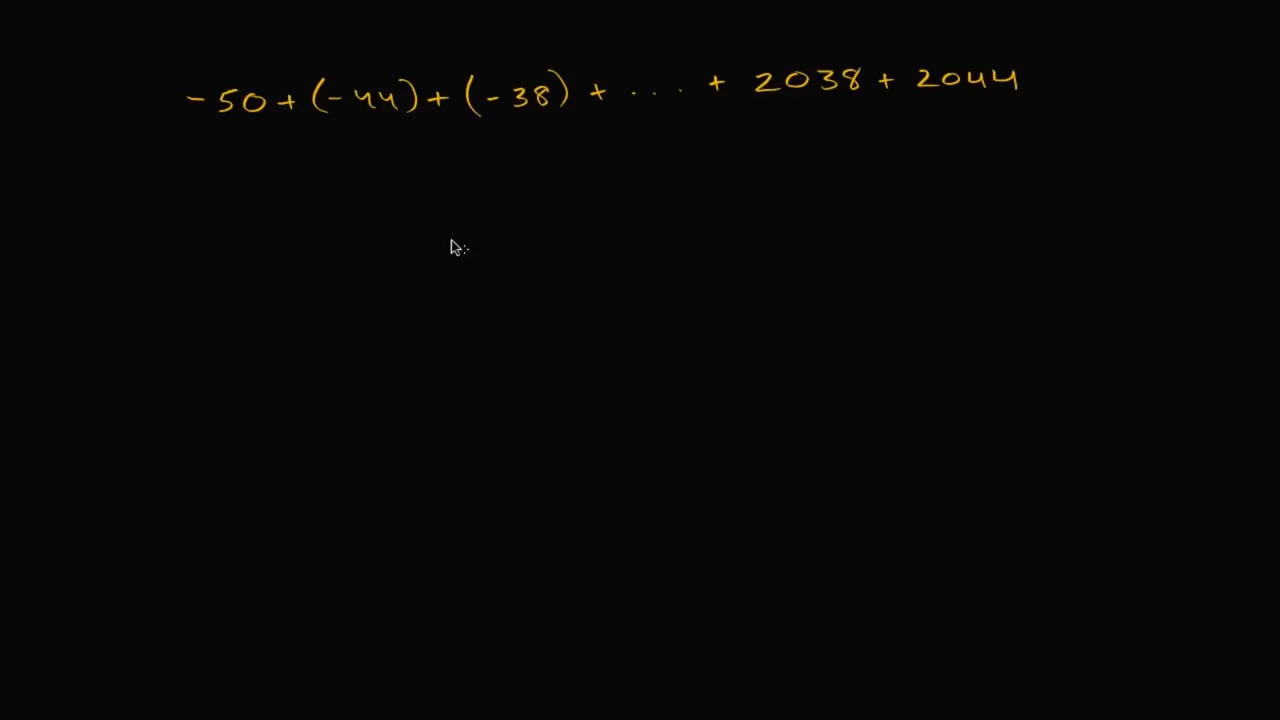 -50 + (-44) + (-38) + ... + 2038 + 2044